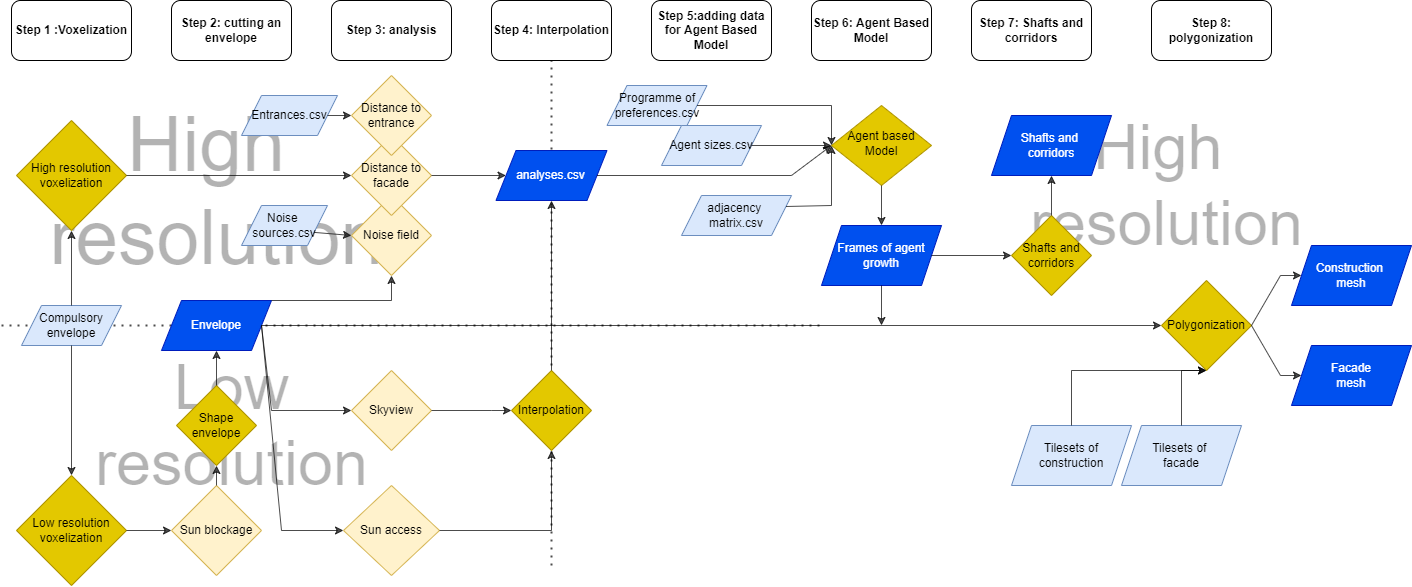 Step 1 :Voxelization
Step 2: cutting an
envelope
Step 3: analysis
Step 4: Interpolation
Step 5:adding data
for Agent Based
Model
Step 6: Agent Based
Model
Step 7: Shafts and
corridors
Step 8:
polygonization
High
resolution
High resolution
voxelization
Entrances.csv
Distance to
entrance
Distance to
facade
Noise
sources.csv
Noise field
analyses.csv
Programme of
preferences.csv
Agent sizes.csv
adjacency
matrix.csv
Agent based
Model
Frames of agent
growth
Shafts and
corridors
Shafts and
corridors
High
resolution
Compulsory
envelope
Envelope
Polygonization
Construction
mesh
Facade
mesh
Low
resolution
Shape
envelope
Skyview
Interpolation
Low resolution
voxelization
Sun blockage
Sun access
Tilesets of
construction
Tilesets of
facade